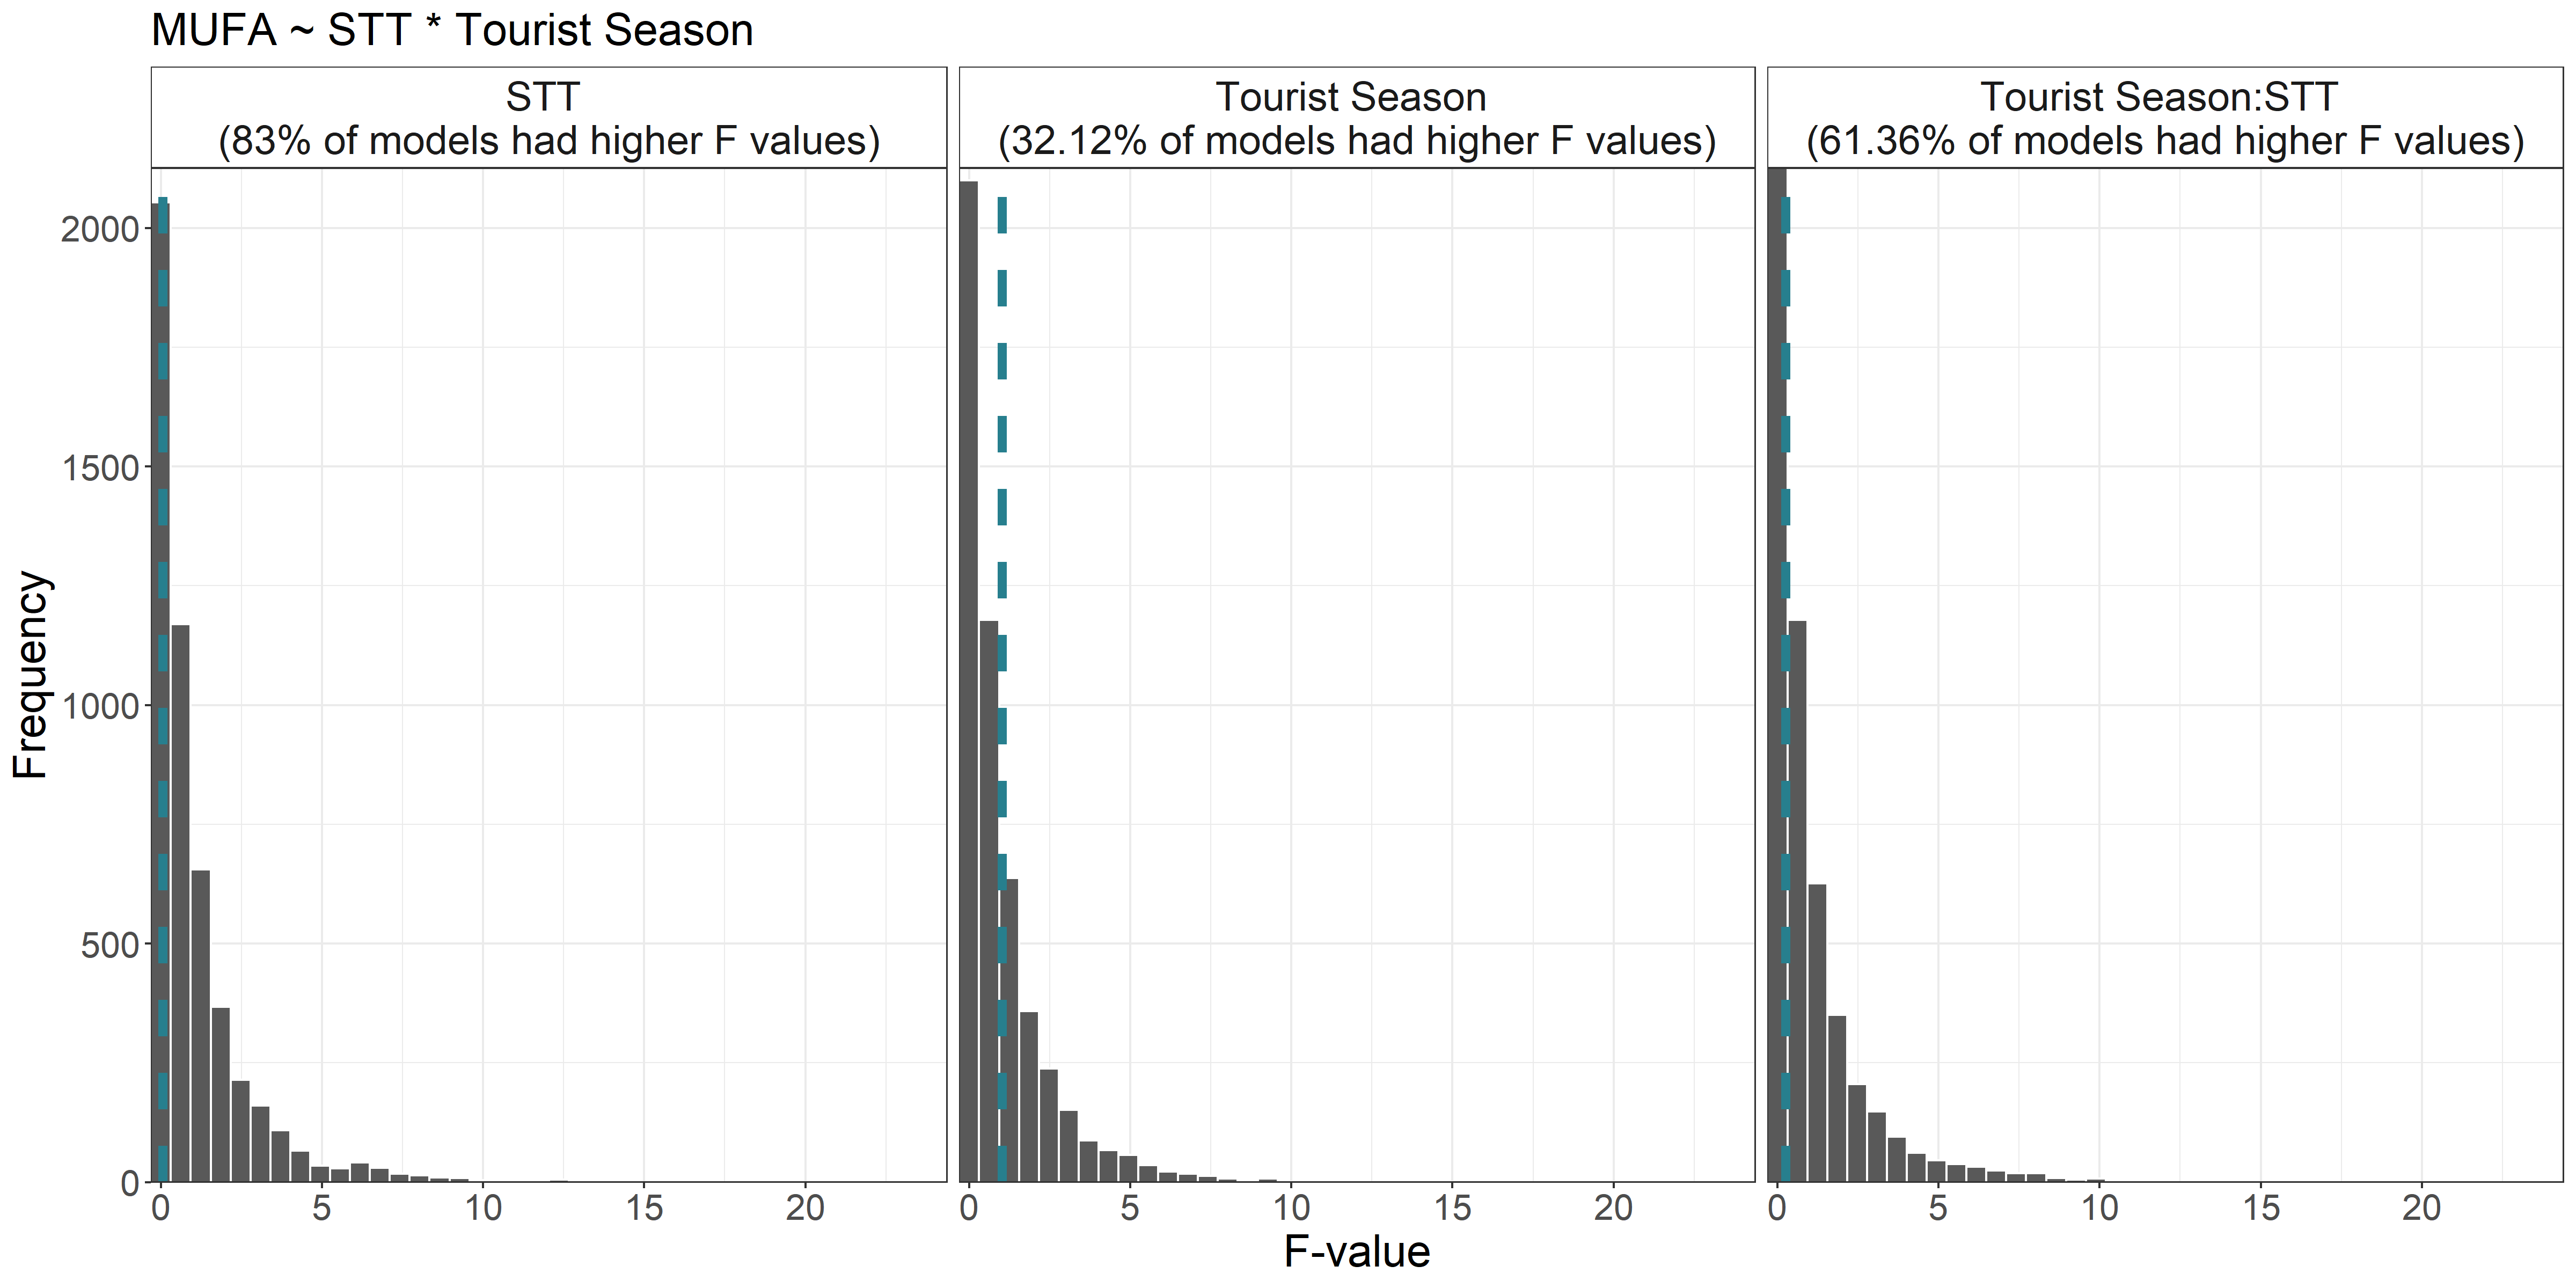 MUFA ~ STT * Tourist Season
STT
(83% of models had higher F values)
Tourist Season
(32.12% of models had higher F values)
Tourist Season:STT
(61.36% of models had higher F values)
Frequency
2000
1500
1000
500
0
0 5 10 15 20
0 5 10 15 20
0 5 10 15 20
F-value